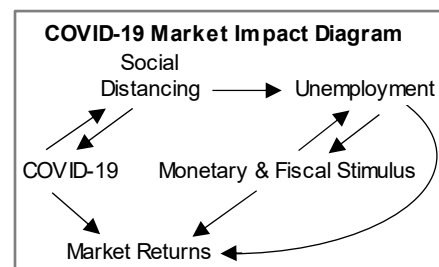 COVID-19 Market Impact Diagram
Social
Distancing
Unemployment
COVID-19
Monetary & Fiscal Stimulus
Market Returns